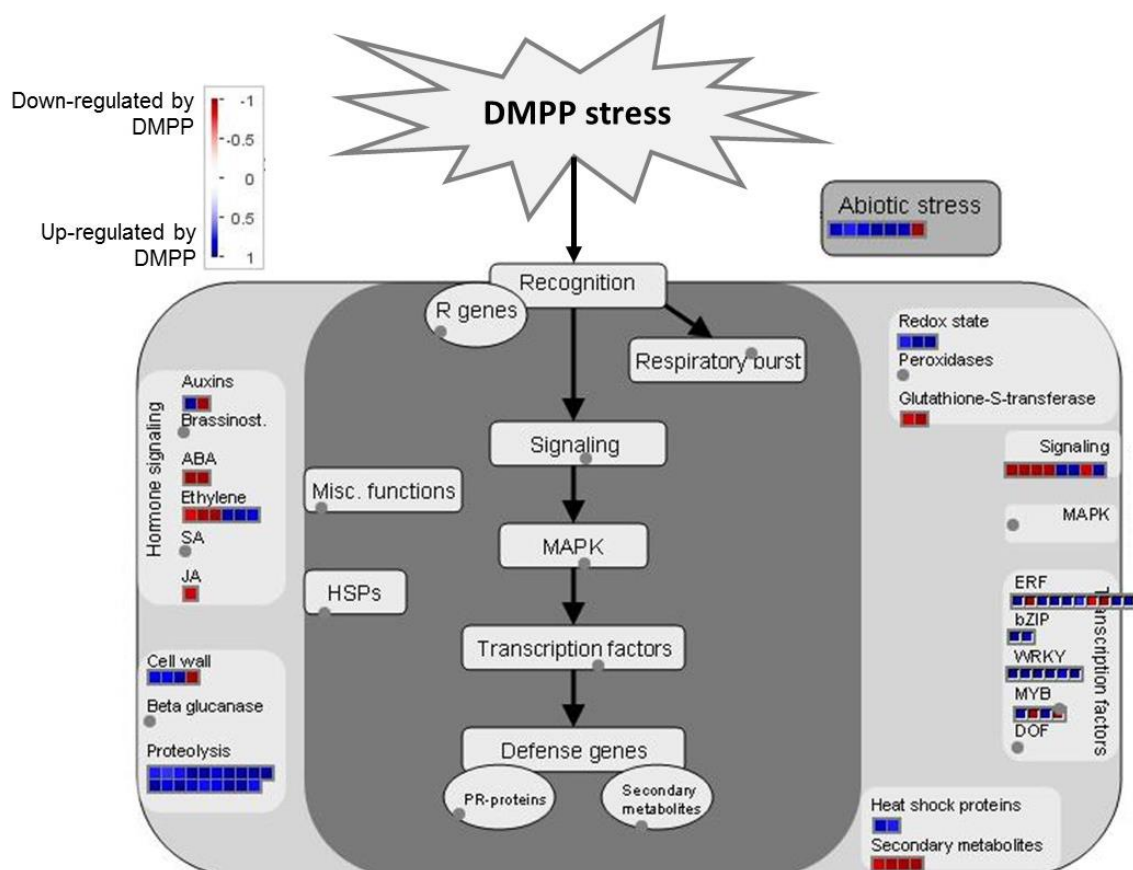 DMPP stress
Down-regulated by
DMPP
-1
-0.5
0
0.5
1
Up-regulated by
DMPP
Abiotic stress
Recognition
R genes
Respiratory burst
Redox state
Peroxidases
Glutathione-S-transferase
Hormone signaling
Auxins
Brassinost.
ABA
Ethylene
SA
JA
Signaling
Signaling
Misc. functions
MAPK
MAPK
HSPs
Transcription factors
ERF
bZIP
WRKY
MYB
DOF
Transcription factors
Cell wall
Beta glucanase
Proteolysis
Defense genes
PR-proteins
Secondary
metabolites
Heat shock proteins
Secondary metabolites